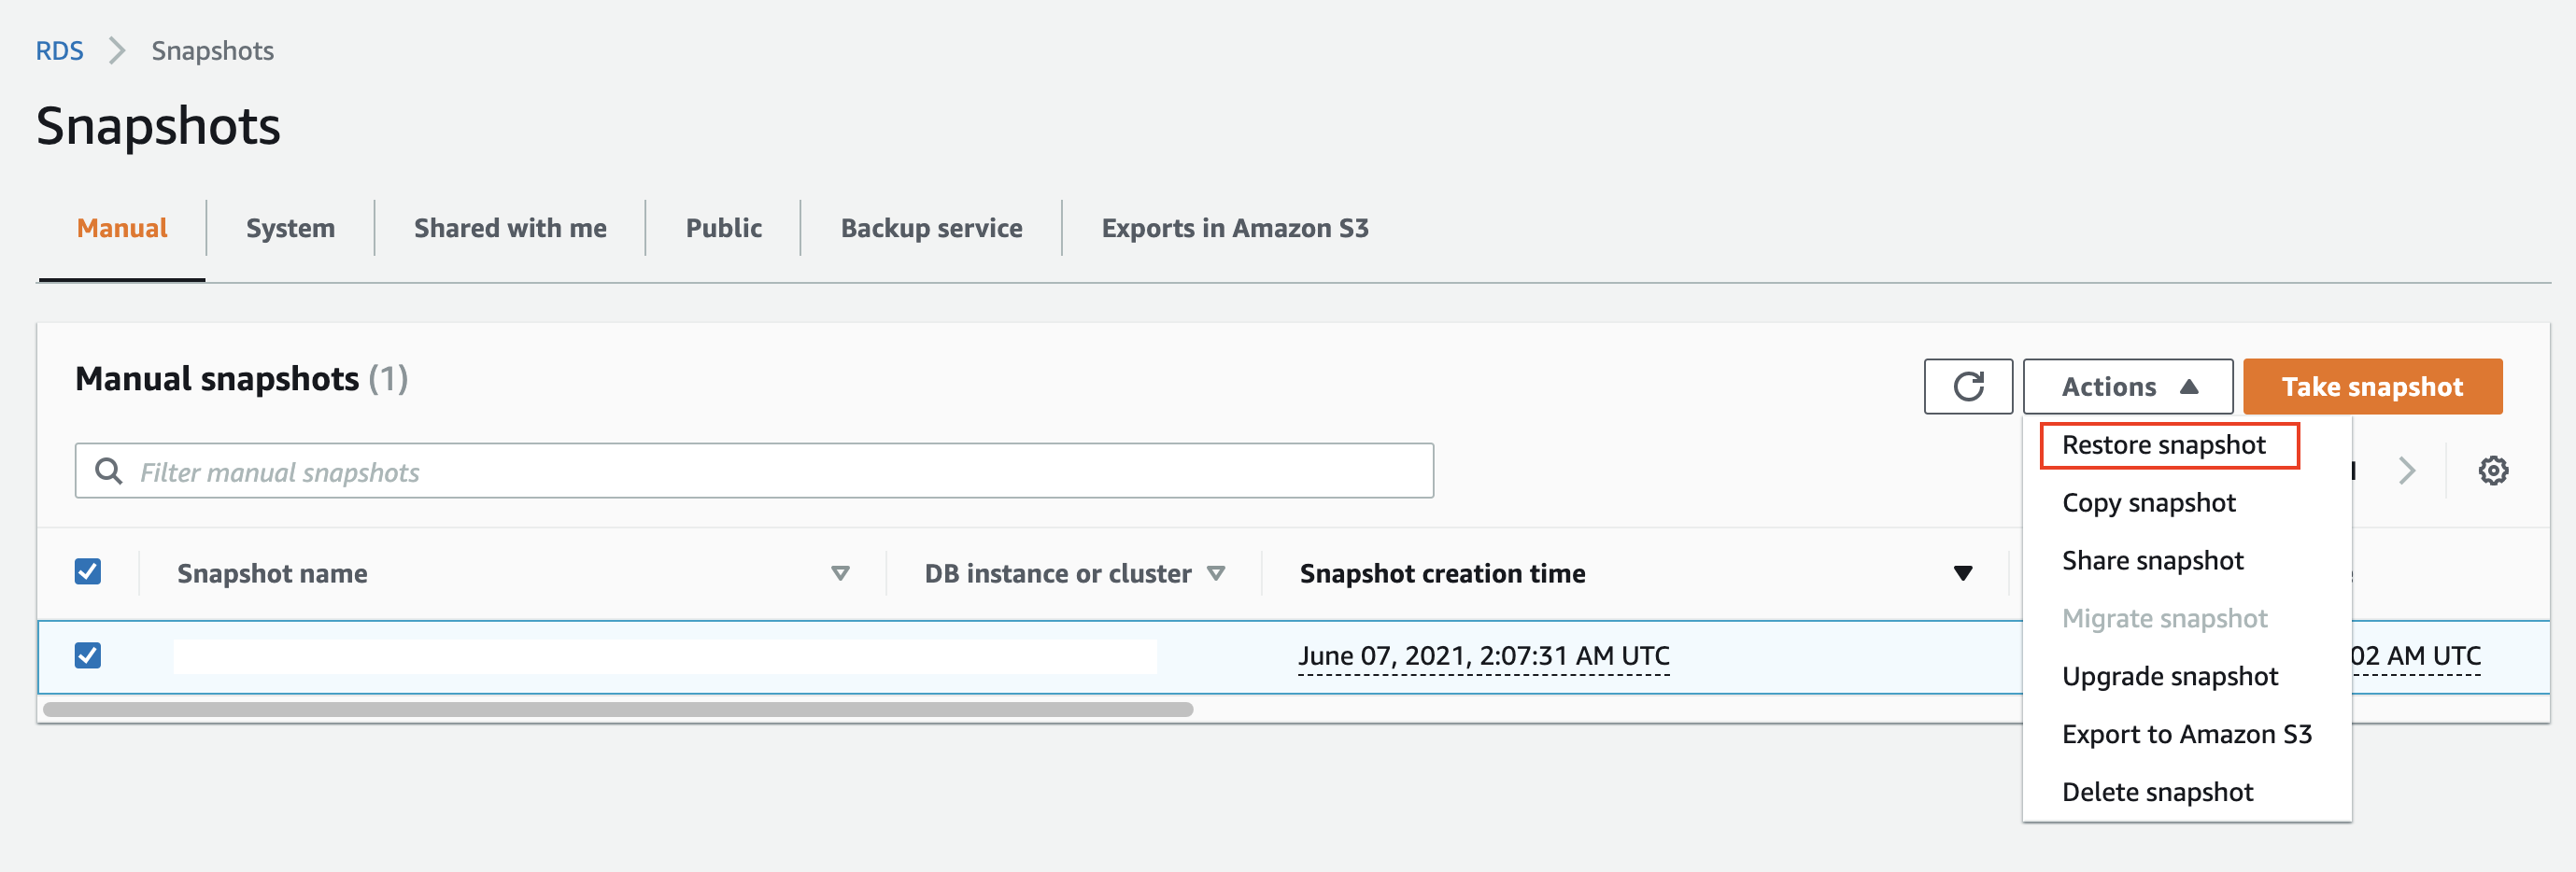 RDS > Snapshots
Snapshots
Manual System Shared with me Public Backup service Exports in Amazon S3
Manual snapshots (1)
Actions Take snapshot
Restore snapshot
Filter manual snapshots
Copy snapshot
Snapshot name DB instance or cluster Snapshot creation time
Share snapshot
Migrate snapshot
June 07, 2021, 2:07:31 AM UTC 02 AM UTC
Upgrade snapshot
Export to Amazon S3
Delete snapshot